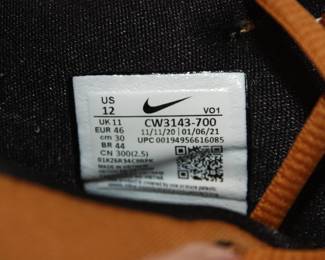 US
12
VO1
UK 11
CW3143-700
EUR 46
11/11/20 | 01/06/21
cm 30
UPC 00194956616085
BR 44
CN 300(2.5)